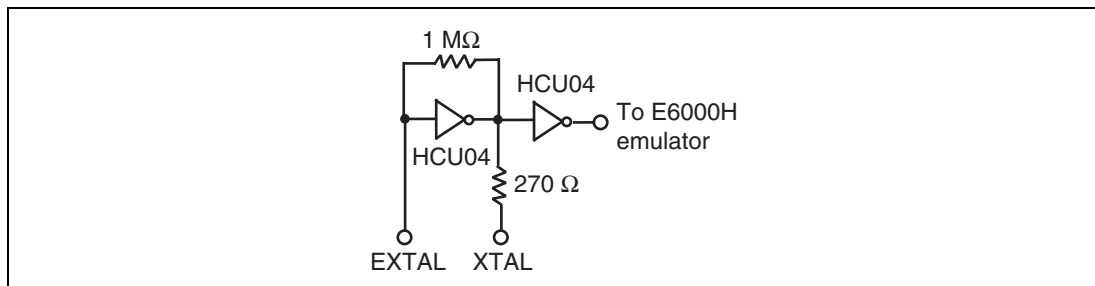 1 MΩ
HCU04
To E6000H
emulator
HCU04
270 Ω
EXTAL
XTAL